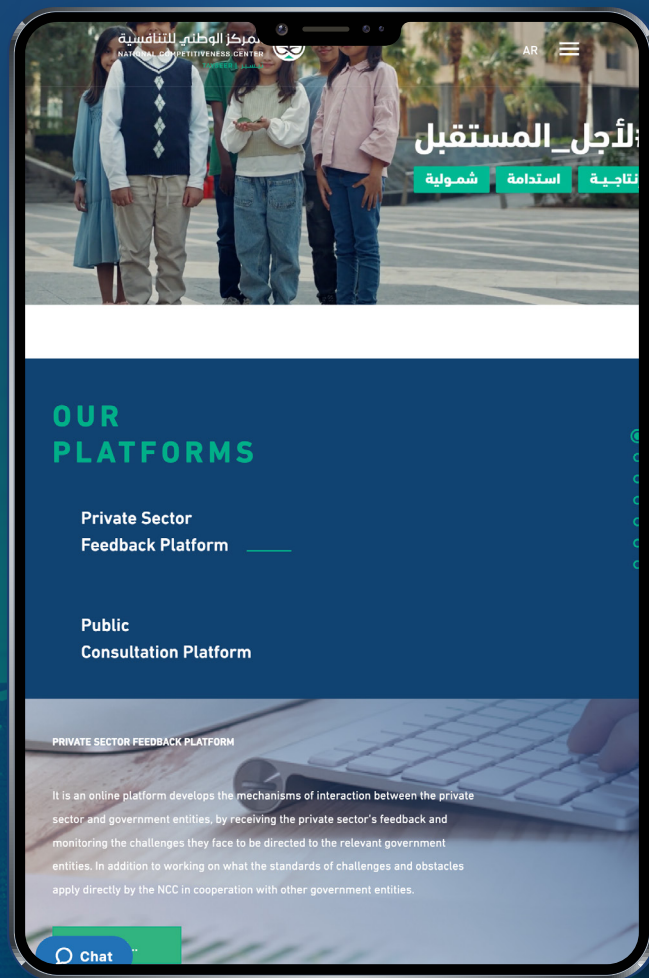 المركز الوطني للتنافسية
NATIONAL COMPETITIVENESS CENTER
AR
لأجل_المستقبل
شمـولية استدامة
OUR
PLATFORMS
Private Sector
Feedback Platform
Public
Consultation Platform
PRIVATE SECTOR FEEDBACK PLATFORM
It is an online platform develops the mechanisms of interaction between the private
sector and government entities, by receiving the private sector's feedback and
monitoring the challenges they face to be directed to the relevant government
entities. In addition to working on what the standards of challenges and obstacles
apply directly by the NCC in cooperation with other government entities.
Chat